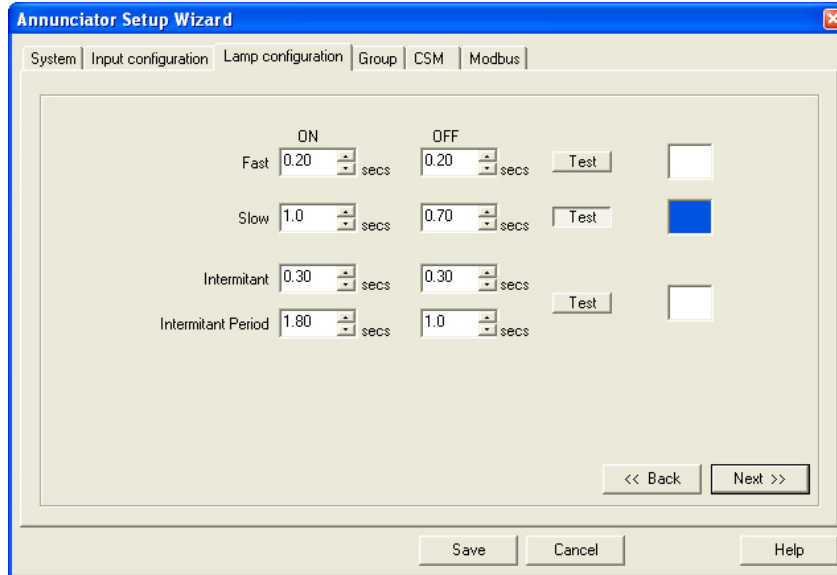 Annunciator Setup Wizard
System Input configuration Lamp configuration Group CSM Modbus
ON OFF
Fast 0.20 secs 0.20 secs Test
Slow 1.0 secs 0.70 secs Test
Intermitant 0.30 secs 0.30 secs
Test
Intermitant Period 1.80 secs 1.0 secs
<< Back Next >>
Save Cancel Help